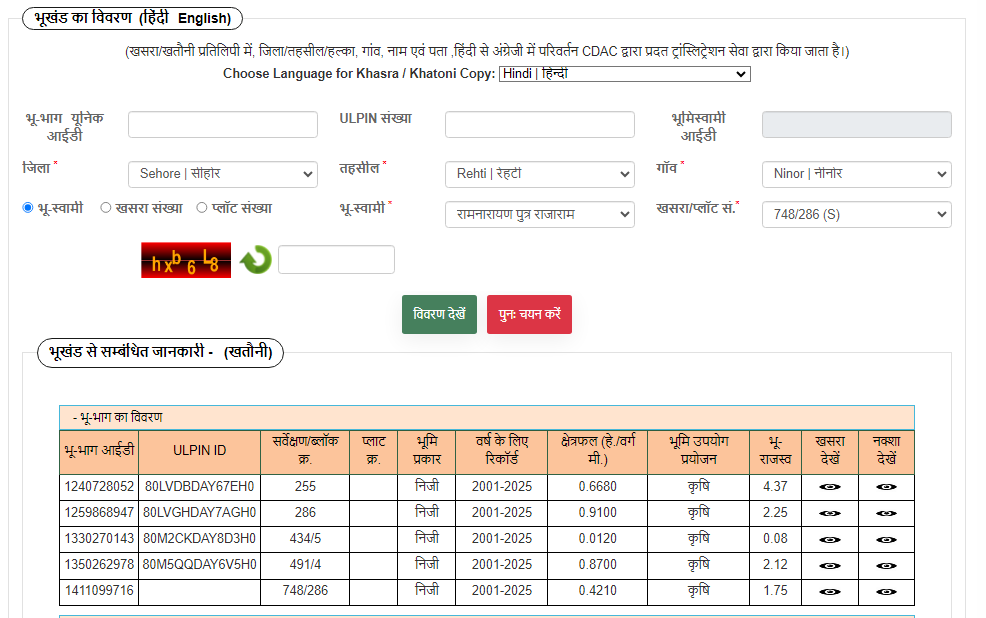 भूखंड का विवरण (हिंदी English)
(खसरा/खतौनी प्रतिलिपी में, जिला/तहसील/हल्का, गांव, नाम एवं पता ,हिंदी से अंग्रेजी में परिवर्तन CDAC द्वारा प्रदत ट्रांस्लिट्रेशन सेवा द्वारा किया जाता है।)
Choose Language for Khasra / Khatoni Copy: Hindi | हिन्दी
भू-भाग यूनिक आईडी ULPIN संख्या भूमिस्वामी आईडी
जिला * Sehore | सीहोर तहसील * Rehti | रेहटी गाँव * Ninor | नीनोर
भू-स्वामी खसरा संख्या प्लॉट संख्या भू-स्वामी * रामनारायण पुत्र राजाराम खसरा/प्लॉट सं.* 748/286 (S)
hxb6L8
विवरण देखें पुनः चयन करें
भूखंड से सम्बंधित जानकारी - (खतौनी)
- भू-भाग का विवरण
भू-भाग आईडी ULPIN ID सर्वेक्षण/ब्लॉक क्र. प्लाट क्र. भूमि प्रकार वर्ष के लिए रिकॉर्ड क्षेत्रफल (हे./वर्ग मी.) भूमि उपयोग प्रयोजन भू-राजस्व खसरा देखें नक्शा देखें
1240728052 80LVDBDAY67EH0 255 निजी 2001-2025 0.6680 कृषि 4.37
1259868947 80LVGHDAY7AGH0 286 निजी 2001-2025 0.9100 कृषि 2.25
1330270143 80M2CKDAY8D3H0 434/5 निजी 2001-2025 0.0120 कृषि 0.08
1350262978 80M5QQDAY6V5H0 491/4 निजी 2001-2025 0.8700 कृषि 2.12
1411099716 748/286 निजी 2001-2025 0.4210 कृषि 1.75